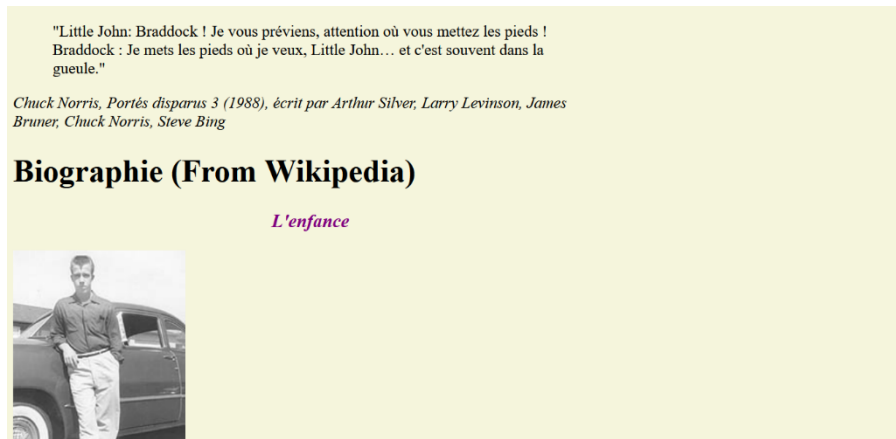 "Little John: Braddock ! Je vous préviens, attention où vous mettez les pieds !
Braddock : Je mets les pieds où je veux, Little John… et c'est souvent dans la
gueule."
Chuck Norris, Portés disparus 3 (1988), écrit par Arthur Silver, Larry Levinson, James
Bruner, Chuck Norris, Steve Bing
Biographie (From Wikipedia)
L'enfance